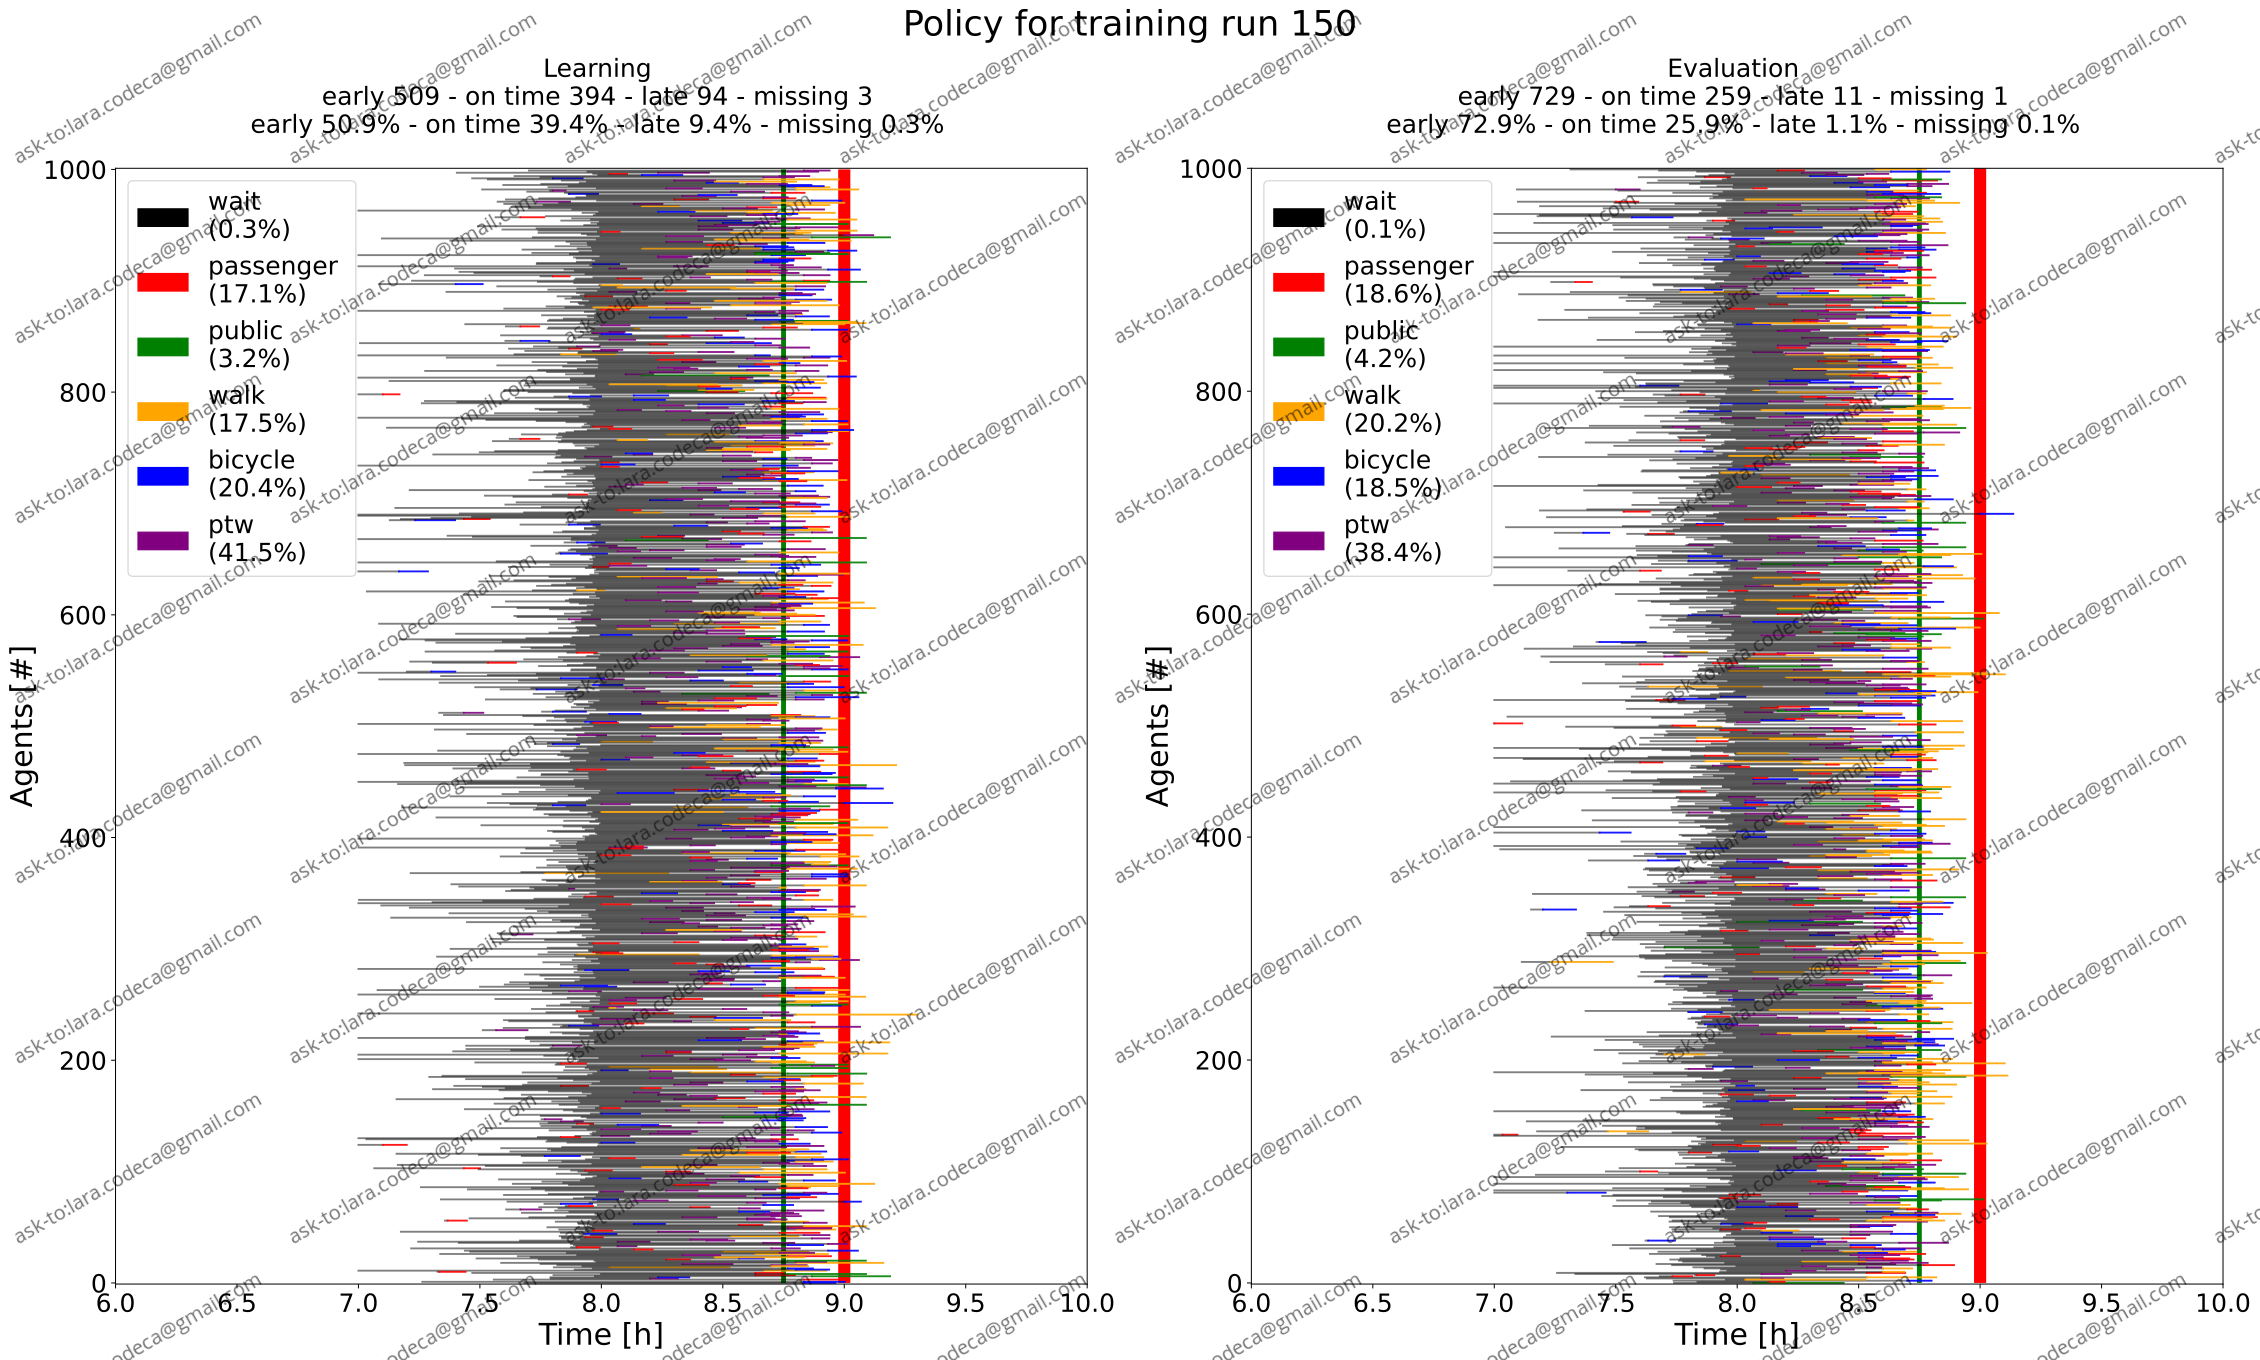 Policy for training run 150
Learning
early 509 - on time 394 - late 94 - missing 3
early 50.9% - on time 39.4% - late 9.4% - missing 0.3%
1000
800
600
400
200
0
Agents [#]
wait
(0.3%)
passenger
(17.1%)
public
(3.2%)
walk
(17.5%)
bicycle
(20.4%)
ptw
(41.5%)
6.0 6.5 7.0 7.5 8.0 8.5 9.0 9.5 10.0
Time [h]
Evaluation
early 729 - on time 259 - late 11 - missing 1
early 72.9% - on time 25.9% - late 1.1% - missing 0.1%
1000
800
600
400
200
0
Agents [#]
wait
(0.1%)
passenger
(18.6%)
public
(4.2%)
walk
(20.2%)
bicycle
(18.5%)
ptw
(38.4%)
6.0 6.5 7.0 7.5 8.0 8.5 9.0 9.5 10.0
Time [h]
ask-to:lara.codeca@gmail.com